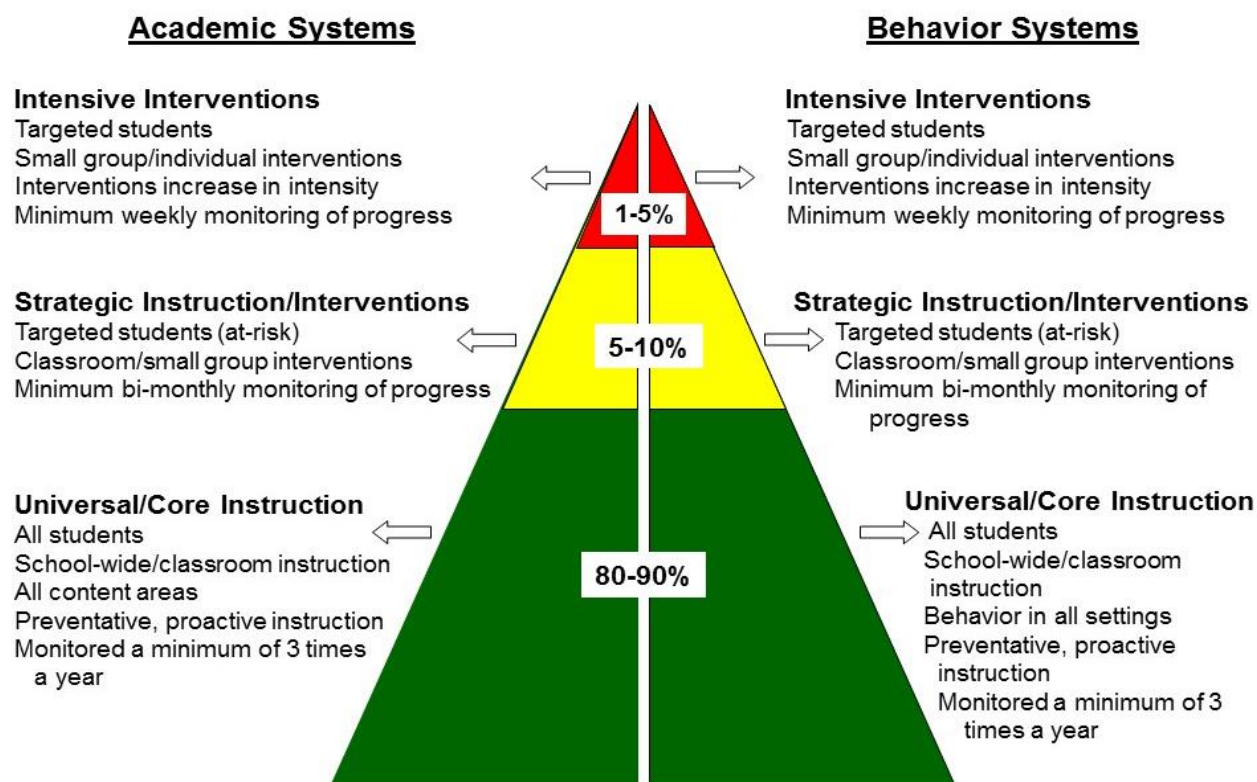 Academic Systems
Behavior Systems
Intensive Interventions
Targeted students
Small group/individual interventions
Interventions increase in intensity
Minimum weekly monitoring of progress
Intensive Interventions
Targeted students
Small group/individual interventions
Interventions increase in intensity
Minimum weekly monitoring of progress
1-5%
Strategic Instruction/Interventions
Targeted students (at-risk)
Classroom/small group interventions
Minimum bi-monthly monitoring of progress
Strategic Instruction/Interventions
Targeted students (at-risk)
Classroom/small group interventions
Minimum bi-monthly monitoring of
progress
5-10%
Universal/Core Instruction
All students
School-wide/classroom instruction
All content areas
Preventative, proactive instruction
Monitored a minimum of 3 times
a year
Universal/Core Instruction
All students
School-wide/classroom
instruction
Behavior in all settings
Preventative, proactive
instruction
Monitored a minimum of 3
times a year
80-90%